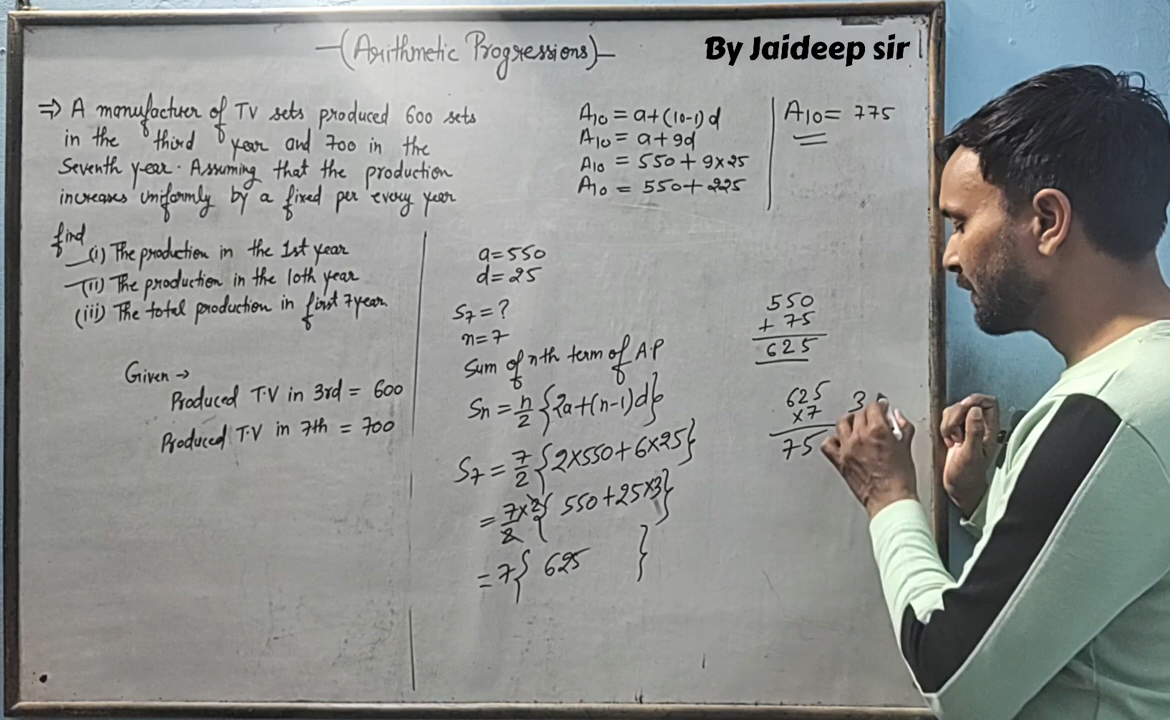 (Arithmetic Progressions)
By Jaideep sir
⇒ A manufactuer of TV sets produced 600 sets
in the third year and 700 in the
Seventh year. Assuming that the production
increases uniformly by a fixed per every year
find
(i) The production in the 1st year
(ii) The production in the 10th year
(iii) The total production in first 7 year.
Given →
Produced T.V in 3rd = 600
Produced T.V in 7th = 700
A10 = a+(10-1)d
A10 = a+9d
A10 = 550+9×25
A10 = 550+225
A10 = 775
a=550
d=25
S7=?
n=7
Sum of nth term of A.P
Sn = n/2 {2a+(n-1)d}
S7 = 7/2 {2×550+6×25}
= 7×2/2 { 550+25×3}
= 7{ 625 }
550
+ 75
625
625
×7
75
3